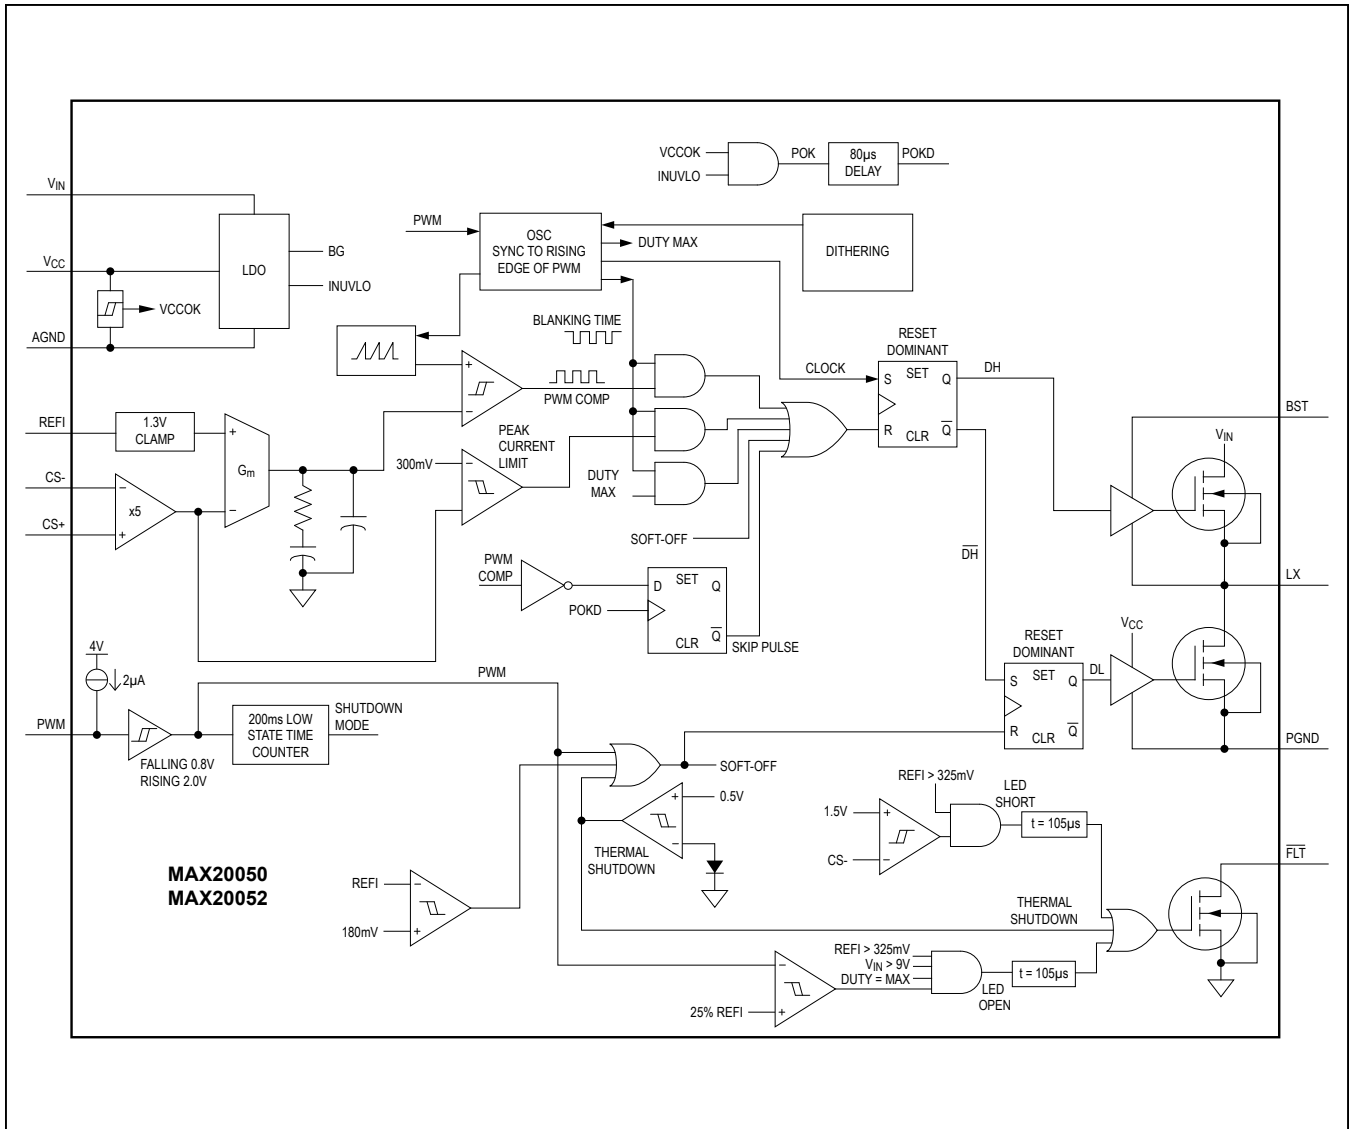 VCCOK
INUVLO
POK
80µs
DELAY
POKD
VIN
VCC
AGND
LDO
BG
INUVLO
VCCOK
PWM
OSC
SYNC TO RISING
EDGE OF PWM
DUTY MAX
DITHERING
BLANKING TIME
PWM COMP
+
−
REFI
1.3V
CLAMP
CS-
CS+
−
+
x5
+
−
Gm
300mV
−
+
PEAK
CURRENT
LIMIT
DUTY
MAX
SOFT-OFF
CLOCK
RESET
DOMINANT
S
SET
Q
R
CLR
Q
DH
DH
BST
VIN
LX
PWM
COMP
POKD
D
SET
Q
CLR
Q
SKIP PULSE
RESET
DOMINANT
S
SET
Q
R
CLR
Q
DL
VCC
PGND
4V
2µA
PWM
FALLING 0.8V
RISING 2.0V
200ms LOW
STATE TIME
COUNTER
SHUTDOWN
MODE
PWM
SOFT-OFF
+
−
0.5V
THERMAL
SHUTDOWN
REFI
180mV
−
+
MAX20050
MAX20052
REFI > 325mV
1.5V
CS-
+
−
LED
SHORT
t = 105µs
THERMAL
SHUTDOWN
FLT
REFI > 325mV
VIN > 9V
DUTY = MAX
−
+
25% REFI
LED
OPEN
t = 105µs